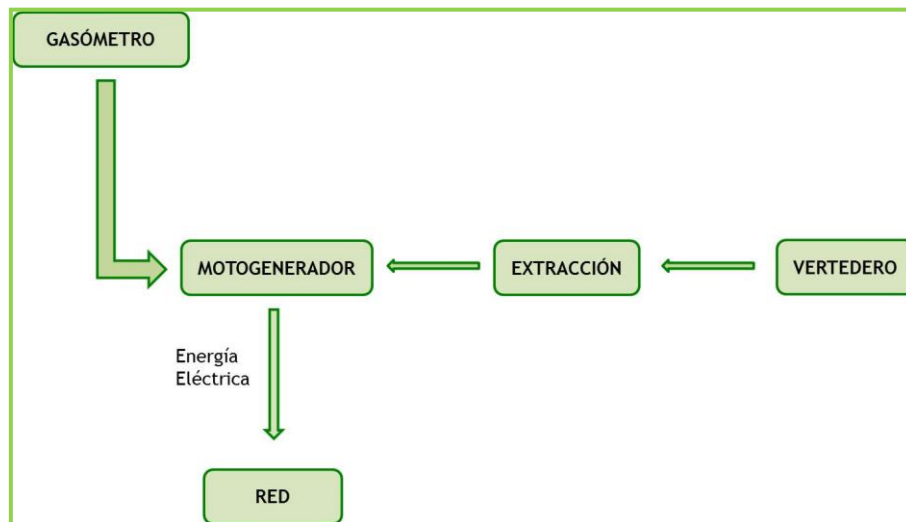 GASÓMETRO
MOTOGENERADOR
EXTRACCIÓN
VERTEDERO
Energía
Eléctrica
RED